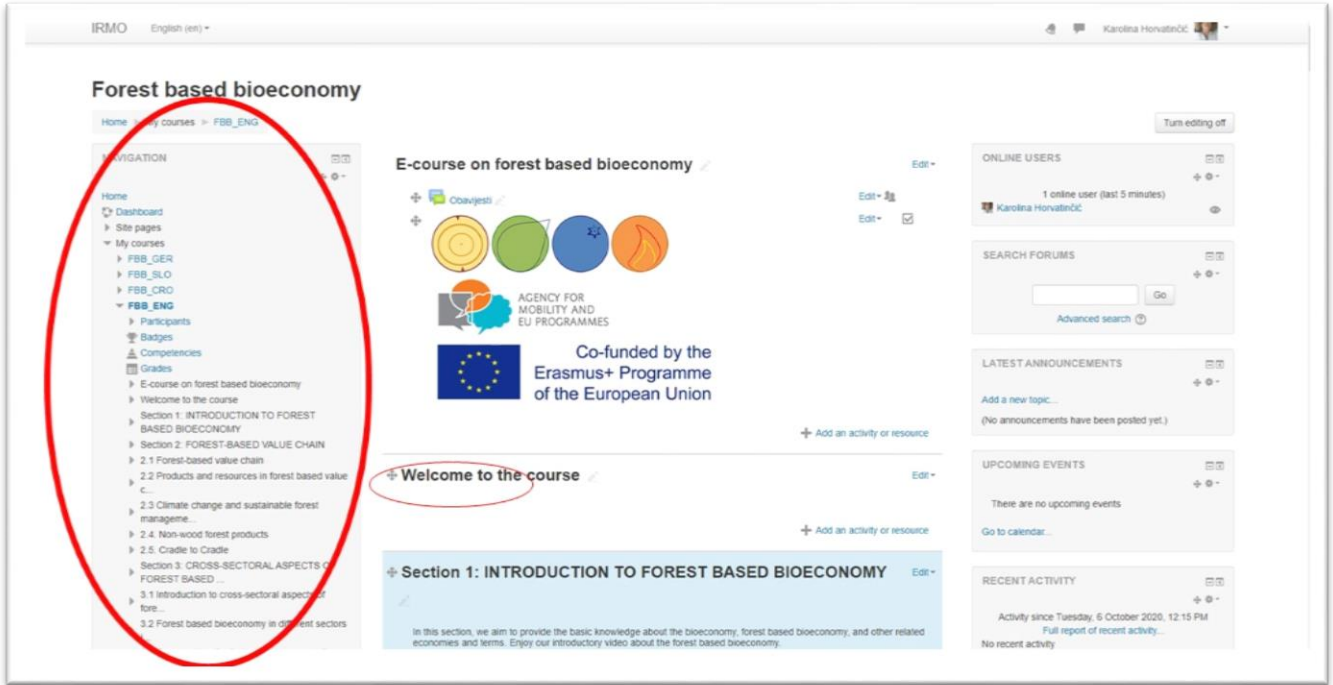 IRMO English (en)
Karolina Horvatinčić
Forest based bioeconomy
Home My courses FBB_ENG
Turn editing off
NAVIGATION
Home
Dashboard
Site pages
My courses
FBB_GER
FBB_SLO
FBB_CRO
FBB_ENG
Participants
Badges
Competencies
Grades
E-course on forest based bioeconomy
Welcome to the course
Section 1: INTRODUCTION TO FOREST
BASED BIOECONOMY
Section 2: FOREST-BASED VALUE CHAIN
2.1 Forest-based value chain
2.2 Products and resources in forest based value
c...
2.3 Climate change and sustainable forest
manageme...
2.4. Non-wood forest products
2.5. Cradle to Cradle
Section 3: CROSS-SECTORAL ASPECTS OF
FOREST BASED ...
3.1 Introduction to cross-sectoral aspects of
fore...
3.2 Forest based bioeconomy in different sectors
E-course on forest based bioeconomy Edit
Obavijesti Edit
Edit
AGENCY FOR
MOBILITY AND
EU PROGRAMMES
Co-funded by the
Erasmus+ Programme
of the European Union
Add an activity or resource
Welcome to the course Edit
Add an activity or resource
Section 1: INTRODUCTION TO FOREST BASED BIOECONOMY Edit
In this section, we aim to provide the basic knowledge about the bioeconomy, forest based bioeconomy, and other related
economies and terms. Enjoy our introductory video about the forest based bioeconomy.
ONLINE USERS
1 online user (last 5 minutes)
Karolina Horvatinčić
SEARCH FORUMS
Go
Advanced search
LATEST ANNOUNCEMENTS
Add a new topic...
(No announcements have been posted yet.)
UPCOMING EVENTS
There are no upcoming events
Go to calendar...
RECENT ACTIVITY
Activity since Tuesday, 6 October 2020, 12:15 PM
Full report of recent activity...
No recent activity